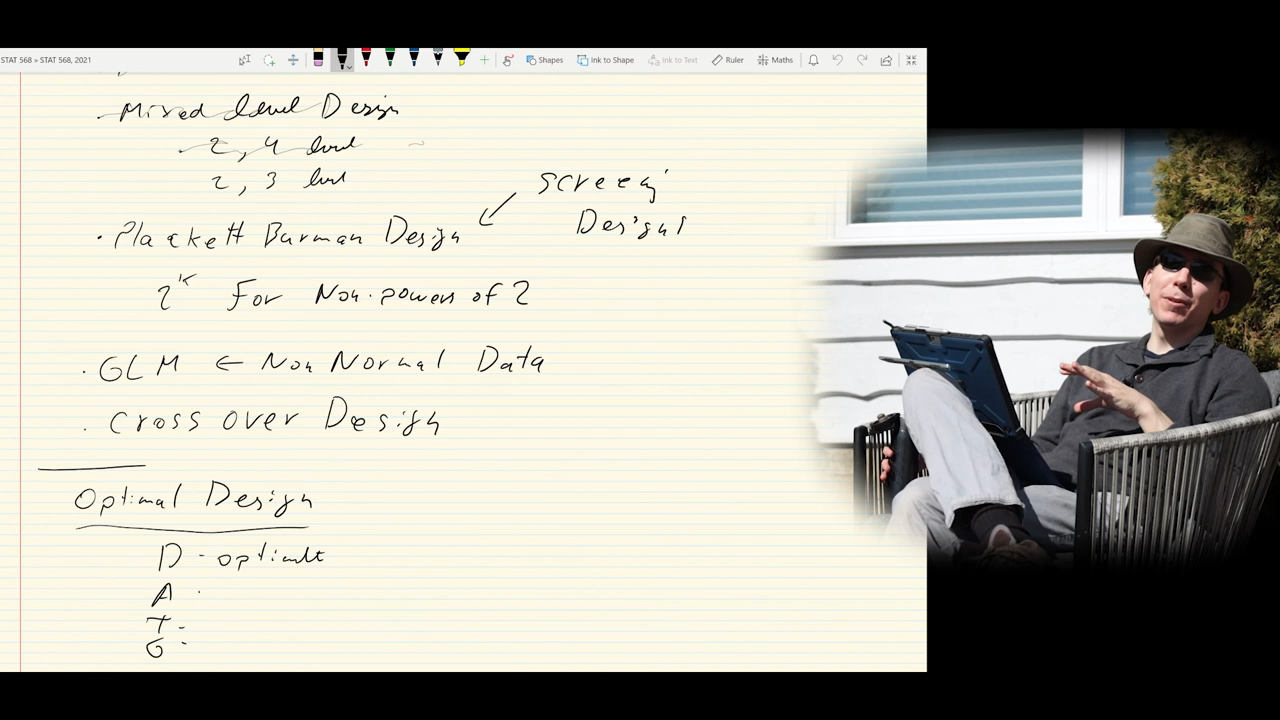 STAT 568 » STAT 568, 2021
Shapes Ink to Shape Ink to Text Ruler Maths
Mixed level Design
2, 4 level
2, 3 level
Screenig
Designs
· Plackett Burman Design
2^k For Non-powers of 2
· GLM ← Non Normal Data
· Cross over Design
Optimal Design
D - optimalt
A -
T -
G -